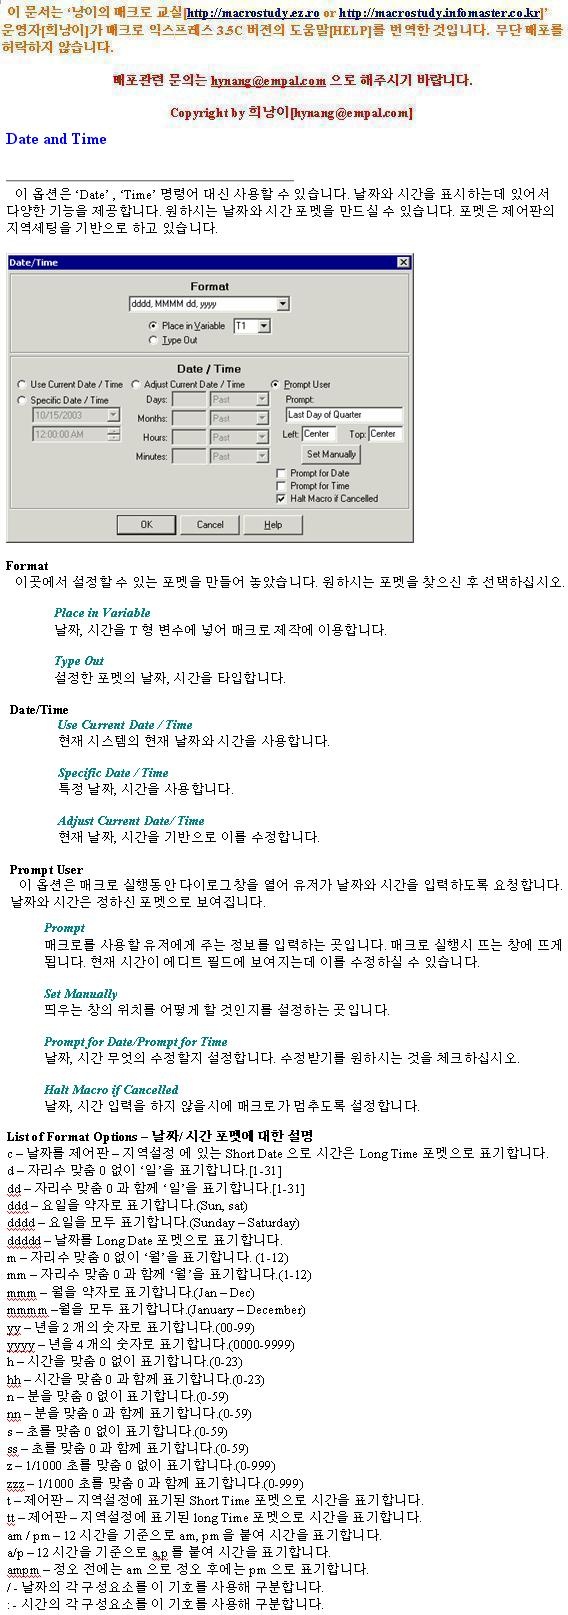 이 문서는 ‘낭이의 매크로 교실[http://macrostudy.ez.ro or http://macrostudy.infomaster.co.kr]’
운영자[희낭이]가 매크로 익스프레스 3.5C 버젼의 도움말[HELP]를 번역한 것입니다. 무단 배포를
허락하지 않습니다.
배포관련 문의는 hynang@empal.com 으로 해주시기 바랍니다.
Copyright by 희낭이[hynang@empal.com]
Date and Time
이 옵션은 ‘Date’ , ‘Time’ 명령어 대신 사용할 수 있습니다. 날짜와 시간을 표시하는데 있어서
다양한 기능을 제공합니다. 원하시는 날짜와 시간 포멧을 만드실 수 있습니다. 포멧은 제어판의
지역세팅을 기반으로 하고 있습니다.
Date/Time
Format
dddd, MMMM dd, yyyy
Place in Variable T1
Type Out
Date / Time
Use Current Date / Time Adjust Current Date / Time Prompt User
Specific Date / Time Days: Past Prompt:
10/15/2003 Months: Past Last Day of Quarter
12:00:00 AM Hours: Past Left: Center Top: Center
Minutes: Past Set Manually
Prompt for Date
Prompt for Time
Halt Macro if Cancelled
OK Cancel Help
Format
이곳에서 설정할 수 있는 포멧을 만들어 놓았습니다. 원하시는 포멧을 찾으신 후 선택하십시오.
Place in Variable
날짜, 시간을 T 형 변수에 넣어 매크로 제작에 이용합니다.
Type Out
설정한 포멧의 날짜, 시간을 타입합니다.
Date/Time
Use Current Date / Time
현재 시스템의 현재 날짜와 시간을 사용합니다.
Specific Date / Time
특정 날짜, 시간을 사용합니다.
Adjust Current Date/ Time
현재 날짜, 시간을 기반으로 이를 수정합니다.
Prompt User
이 옵션은 매크로 실행동안 다이로그창을 열어 유저가 날짜와 시간을 입력하도록 요청합니다.
날짜와 시간은 정하신 포멧으로 보여집니다.
Prompt
매크로를 사용할 유저에게 주는 정보를 입력하는 곳입니다. 매크로 실행시 뜨는 창에 뜨게
됩니다. 현재 시간이 에디트 필드에 보여지는데 이를 수정하실 수 있습니다.
Set Manually
띄우는 창의 위치를 어떻게 할 것인지를 설정하는 곳입니다.
Prompt for Date/Prompt for Time
날짜, 시간 무엇의 수정할지 설정합니다. 수정받기를 원하시는 것을 체크하십시오.
Halt Macro if Cancelled
날짜, 시간 입력을 하지 않을시에 매크로가 멈추도록 설정합니다.
List of Format Options – 날짜/ 시간 포멧에 대한 설명
c – 날짜를 제어판 – 지역설정 에 있는 Short Date 으로 시간은 Long Time 포멧으로 표기합니다.
d – 자리수 맞춤 0 없이 ‘일’을 표기합니다.[1-31]
dd – 자리수 맞춤 0 과 함께 ‘일’을 표기합니다.[1-31]
ddd – 요일을 약자로 표기합니다.(Sun, sat)
dddd – 요일을 모두 표기합니다.(Sunday – Saturday)
ddddd – 날짜를 Long Date 포멧으로 표기합니다.
m – 자리수 맞춤 0 없이 ‘월’을 표기합니다. (1-12)
mm – 자리수 맞춤 0 과 함께 ‘월’을 표기합니다.(1-12)
mmm – 월을 약자로 표기합니다.(Jan – Dec)
mmmm –월을 모두 표기합니다.(January – December)
yy – 년을 2 개의 숫자로 표기합니다.(00-99)
yyyy – 년을 4 개의 숫자로 표기합니다.(0000-9999)
h – 시간을 맞춤 0 없이 표기합니다.(0-23)
hh – 시간을 맞춤 0 과 함께 표기합니다.(0-23)
n – 분을 맞춤 0 없이 표기합니다.(0-59)
nn – 분을 맞춤 0 과 함께 표기합니다.(0-59)
s – 초를 맞춤 0 없이 표기합니다.(0-59)
ss – 초를 맞춤 0 과 함께 표기합니다.(0-59)
z – 1/1000 초를 맞춤 0 없이 표기합니다.(0-999)
zzz – 1/1000 초를 맞춤 0 과 함께 표기합니다.(0-999)
t – 제어판 – 지역설정에 표기된 Short Time 포멧으로 시간을 표기합니다.
tt – 제어판 – 지역설정에 표기된 long Time 포멧으로 시간을 표기합니다.
am / pm – 12 시간을 기준으로 am, pm 을 붙여 시간을 표기합니다.
a/p – 12 시간을 기준으로 a,p 를 붙여 시간을 표기합니다.
ampm – 정오 전에는 am 으로 정오 후에는 pm 으로 표기합니다.
/ - 날짜의 각 구성요소를 이 기호를 사용해 구분합니다.
: - 시간의 각 구성요소를 이 기호를 사용해 구분합니다.